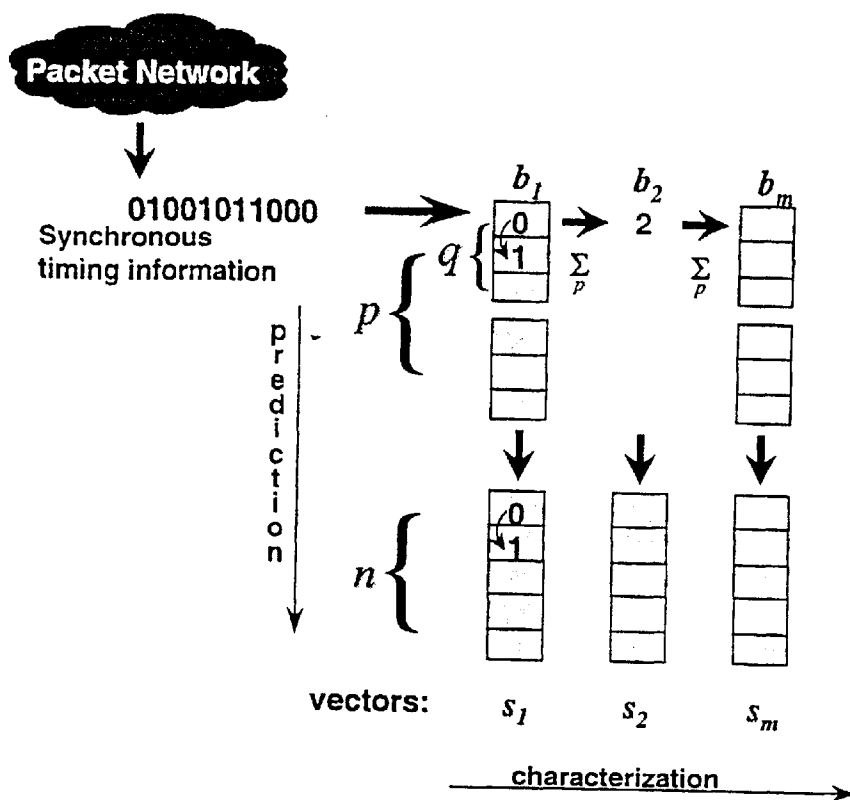 Packet Network
01001011000
Synchronous
timing information
b1 b2 bm
0 2
q 1
Σ Σ
p p
p
prediction
0
1
n
vectors: s1 s2 sm
characterization